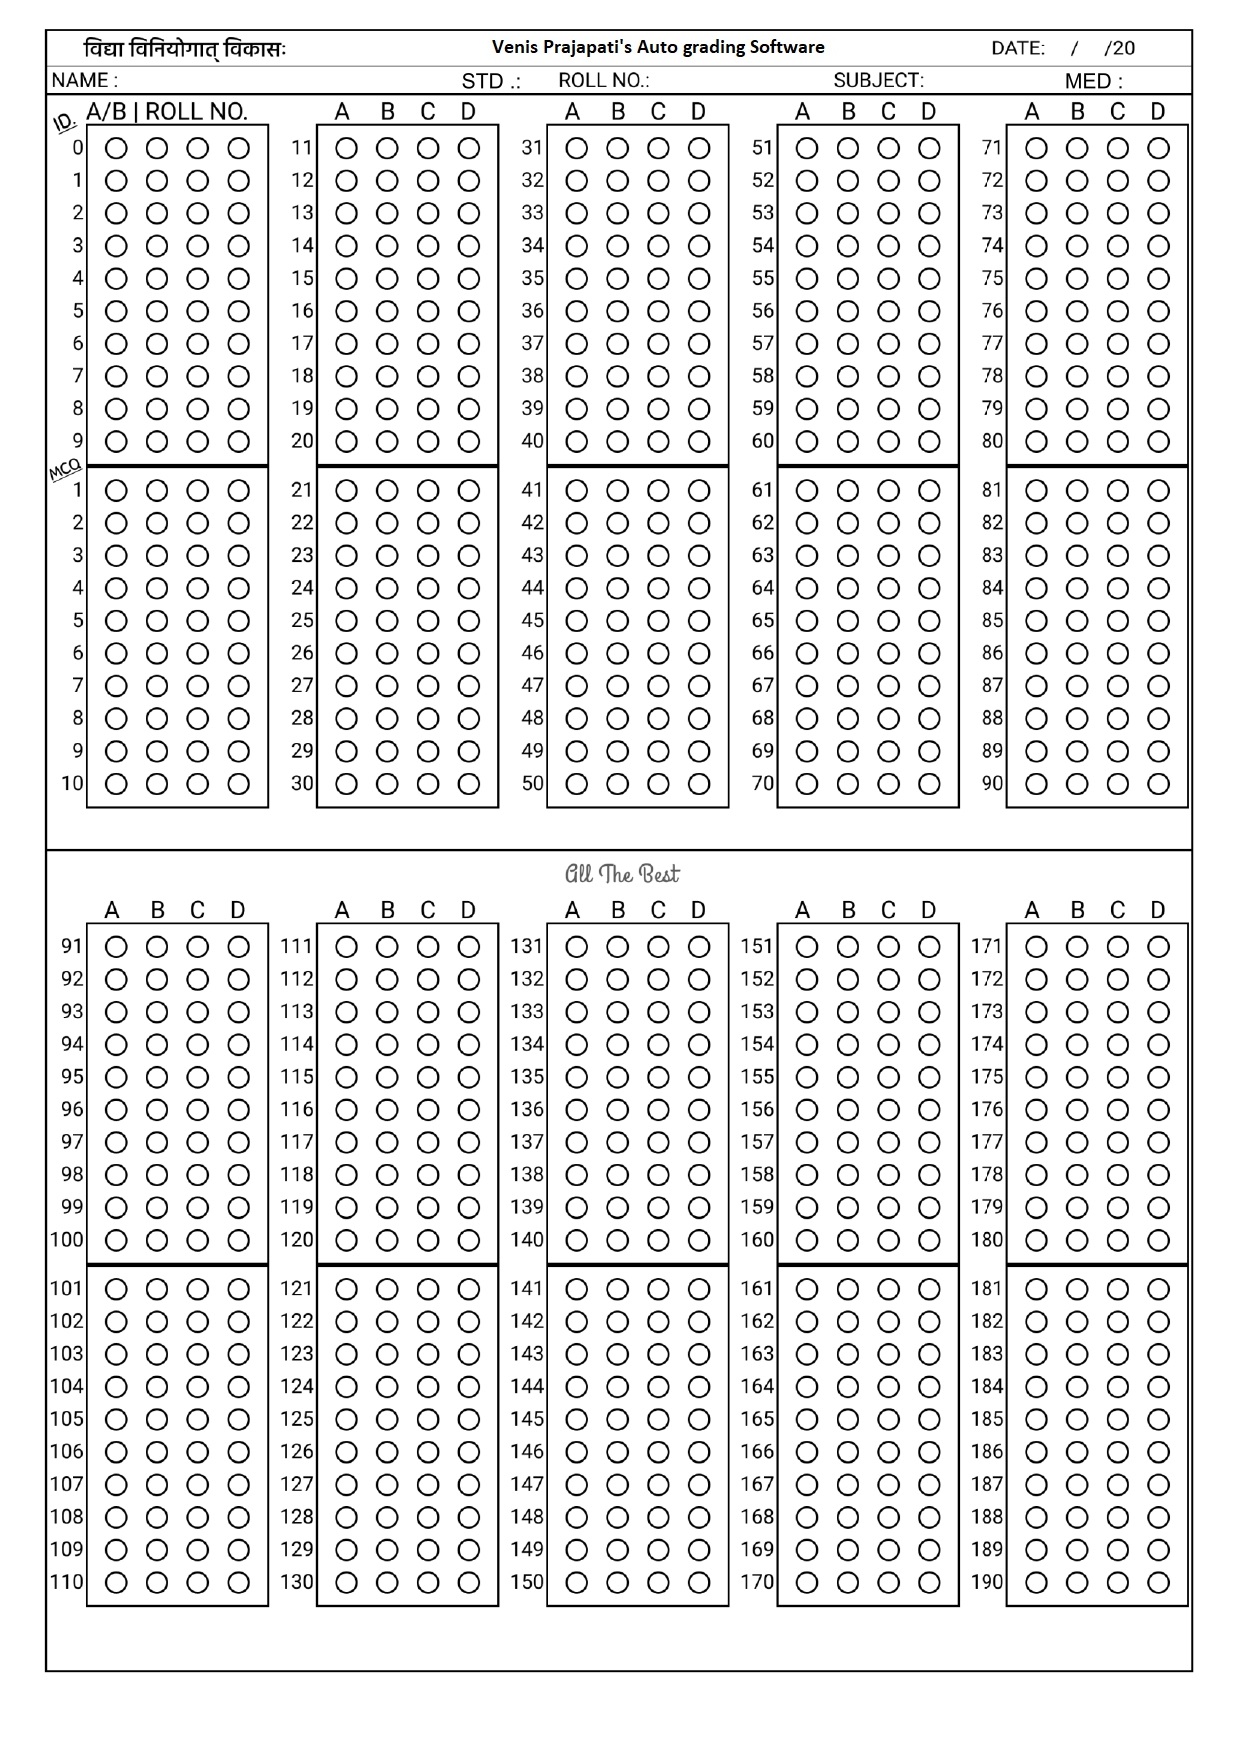 विद्या विनियोगात् विकासः Venis Prajapati's Auto grading Software DATE: / /20
NAME : STD .: ROLL NO.: SUBJECT: MED :
ID. A/B | ROLL NO. A B C D A B C D A B C D A B C D
0 11 31 51 71
1 12 32 52 72
2 13 33 53 73
3 14 34 54 74
4 15 35 55 75
5 16 36 56 76
6 17 37 57 77
7 18 38 58 78
8 19 39 59 79
9 20 40 60 80
MCQ
1 21 41 61 81
2 22 42 62 82
3 23 43 63 83
4 24 44 64 84
5 25 45 65 85
6 26 46 66 86
7 27 47 67 87
8 28 48 68 88
9 29 49 69 89
10 30 50 70 90
All The Best
A B C D A B C D A B C D A B C D A B C D
91 111 131 151 171
92 112 132 152 172
93 113 133 153 173
94 114 134 154 174
95 115 135 155 175
96 116 136 156 176
97 117 137 157 177
98 118 138 158 178
99 119 139 159 179
100 120 140 160 180
101 121 141 161 181
102 122 142 162 182
103 123 143 163 183
104 124 144 164 184
105 125 145 165 185
106 126 146 166 186
107 127 147 167 187
108 128 148 168 188
109 129 149 169 189
110 130 150 170 190